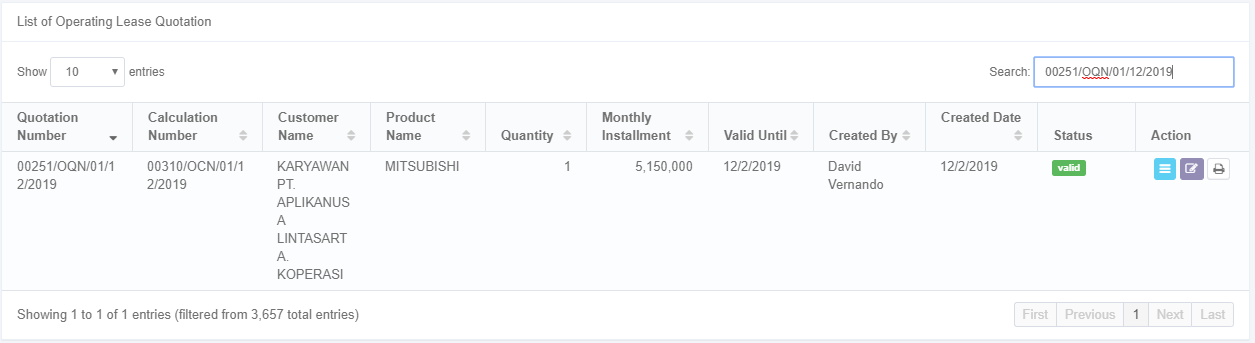 List of Operating Lease Quotation
Show 10 entries
Search: 00251/OQN/01/12/2019
Quotation Number
Calculation Number
Customer Name
Product Name
Quantity
Monthly Installment
Valid Until
Created By
Created Date
Status
Action
00251/OQN/01/1
2/2019
00310/OCN/01/1
2/2019
KARYAWAN
PT.
APLIKANUS
A
LINTASART
A.
KOPERASI
MITSUBISHI
1
5,150,000
12/2/2019
David
Vernando
12/2/2019
valid
Showing 1 to 1 of 1 entries (filtered from 3,657 total entries)
First Previous 1 Next Last